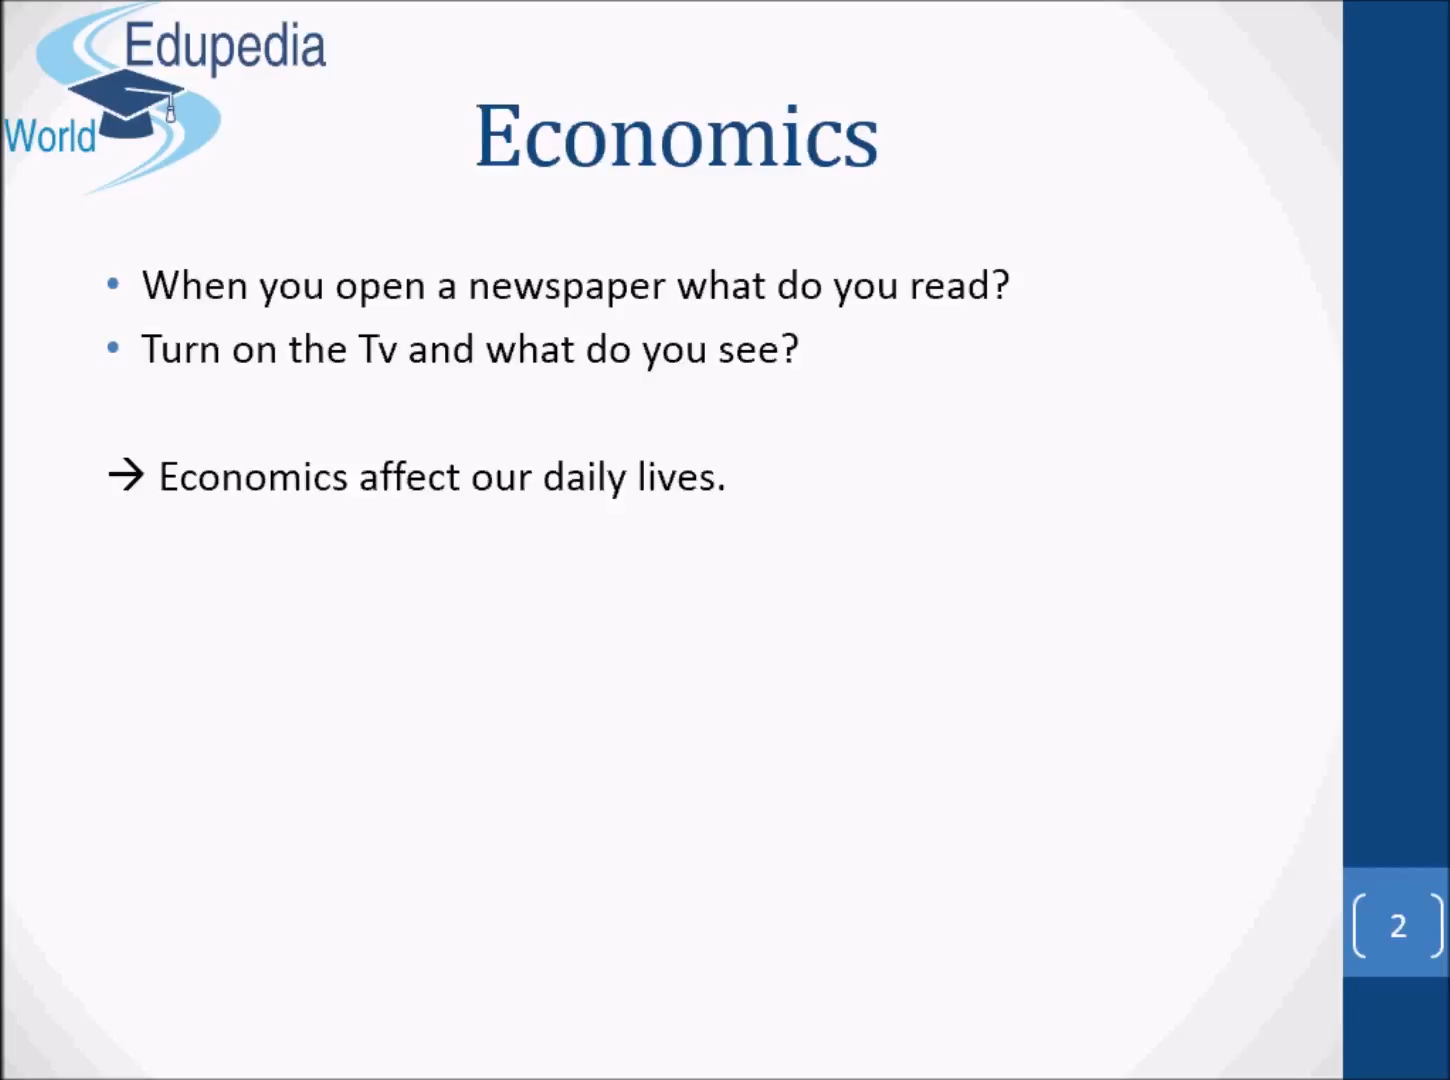 Edupedia
World
Economics
• When you open a newspaper what do you read?
• Turn on the Tv and what do you see?
→ Economics affect our daily lives.
2